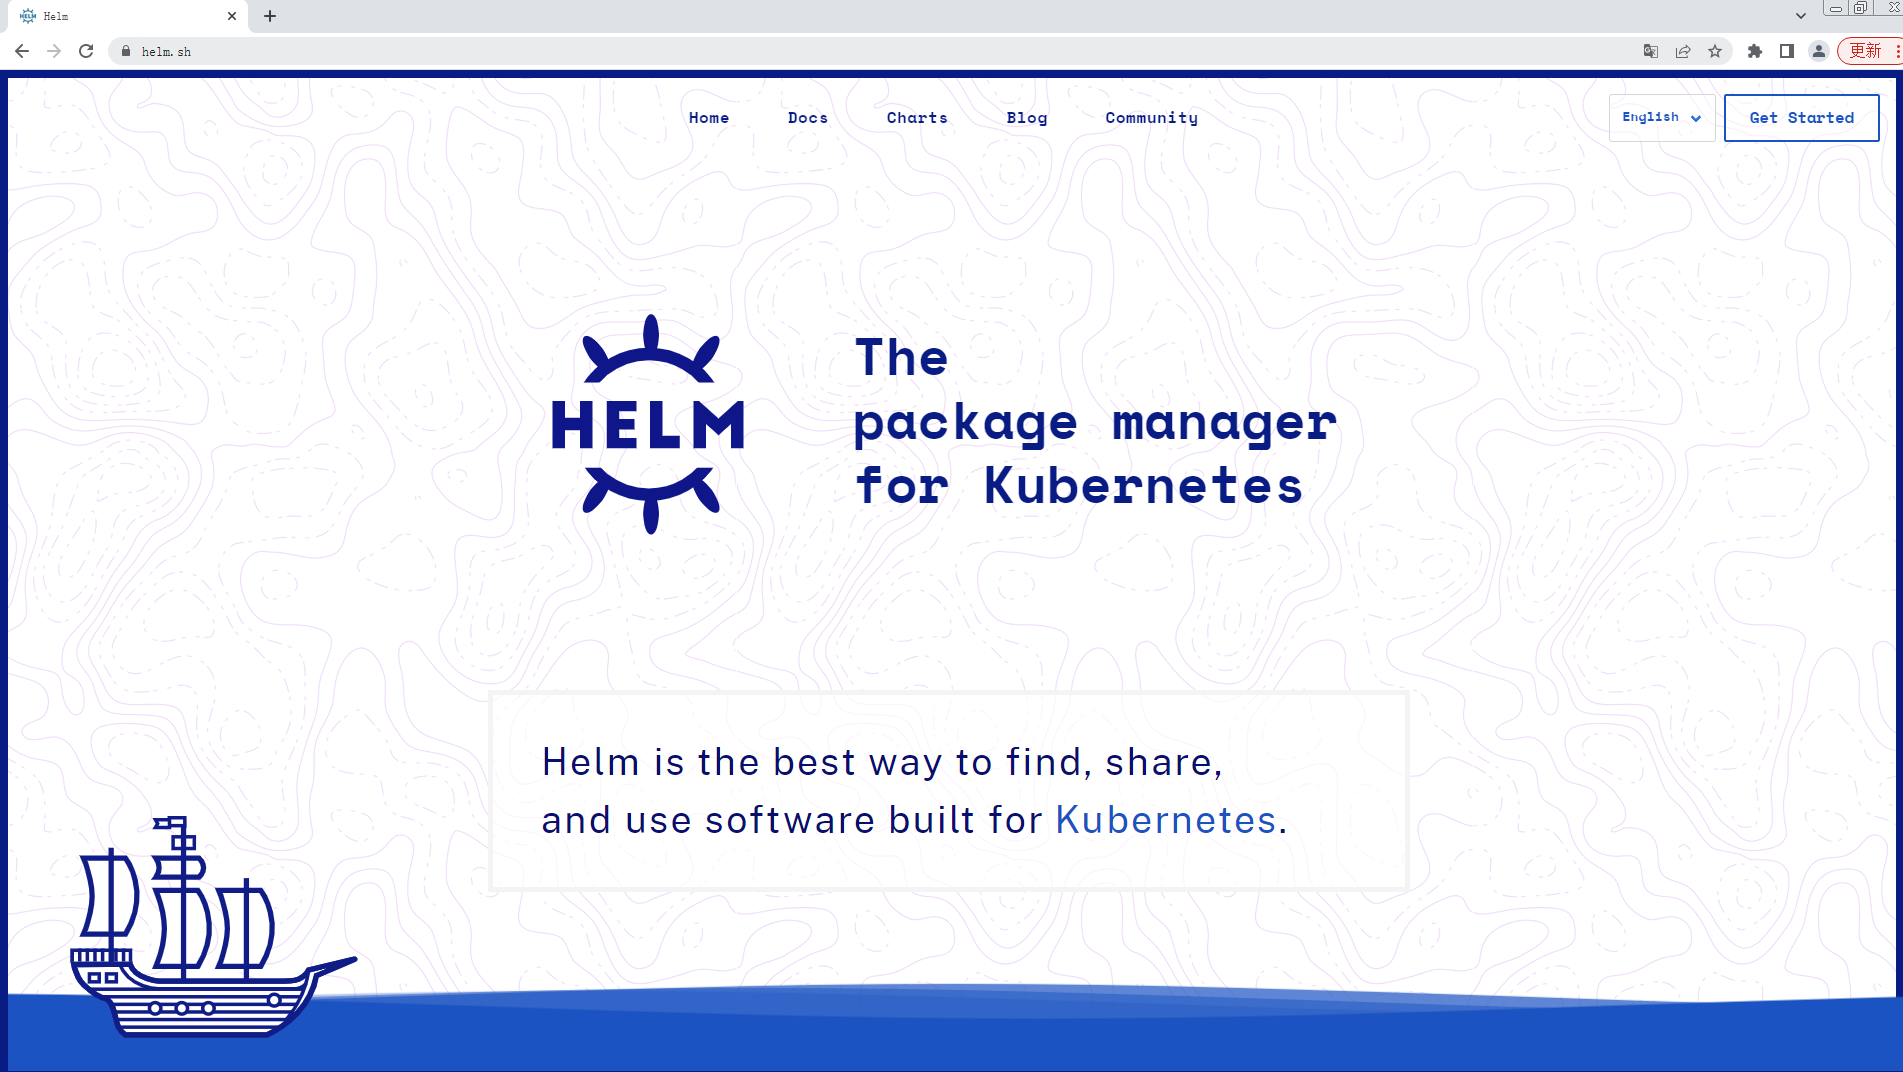 Helm
helm.sh
更新
Home Docs Charts Blog Community
English
Get Started
HELM
The
package manager
for Kubernetes
Helm is the best way to find, share,
and use software built for Kubernetes.